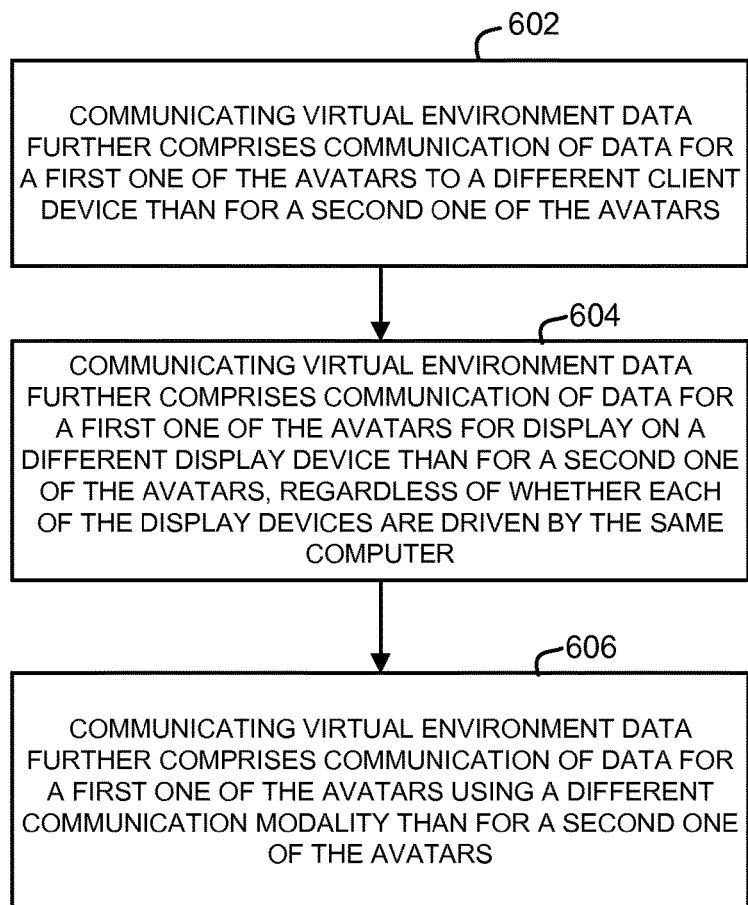 602
COMMUNICATING VIRTUAL ENVIRONMENT DATA
FURTHER COMPRISES COMMUNICATION OF DATA FOR
A FIRST ONE OF THE AVATARS TO A DIFFERENT CLIENT
DEVICE THAN FOR A SECOND ONE OF THE AVATARS
604
COMMUNICATING VIRTUAL ENVIRONMENT DATA
FURTHER COMPRISES COMMUNICATION OF DATA FOR
A FIRST ONE OF THE AVATARS FOR DISPLAY ON A
DIFFERENT DISPLAY DEVICE THAN FOR A SECOND ONE
OF THE AVATARS, REGARDLESS OF WHETHER EACH
OF THE DISPLAY DEVICES ARE DRIVEN BY THE SAME
COMPUTER
606
COMMUNICATING VIRTUAL ENVIRONMENT DATA
FURTHER COMPRISES COMMUNICATION OF DATA FOR
A FIRST ONE OF THE AVATARS USING A DIFFERENT
COMMUNICATION MODALITY THAN FOR A SECOND ONE
OF THE AVATARS